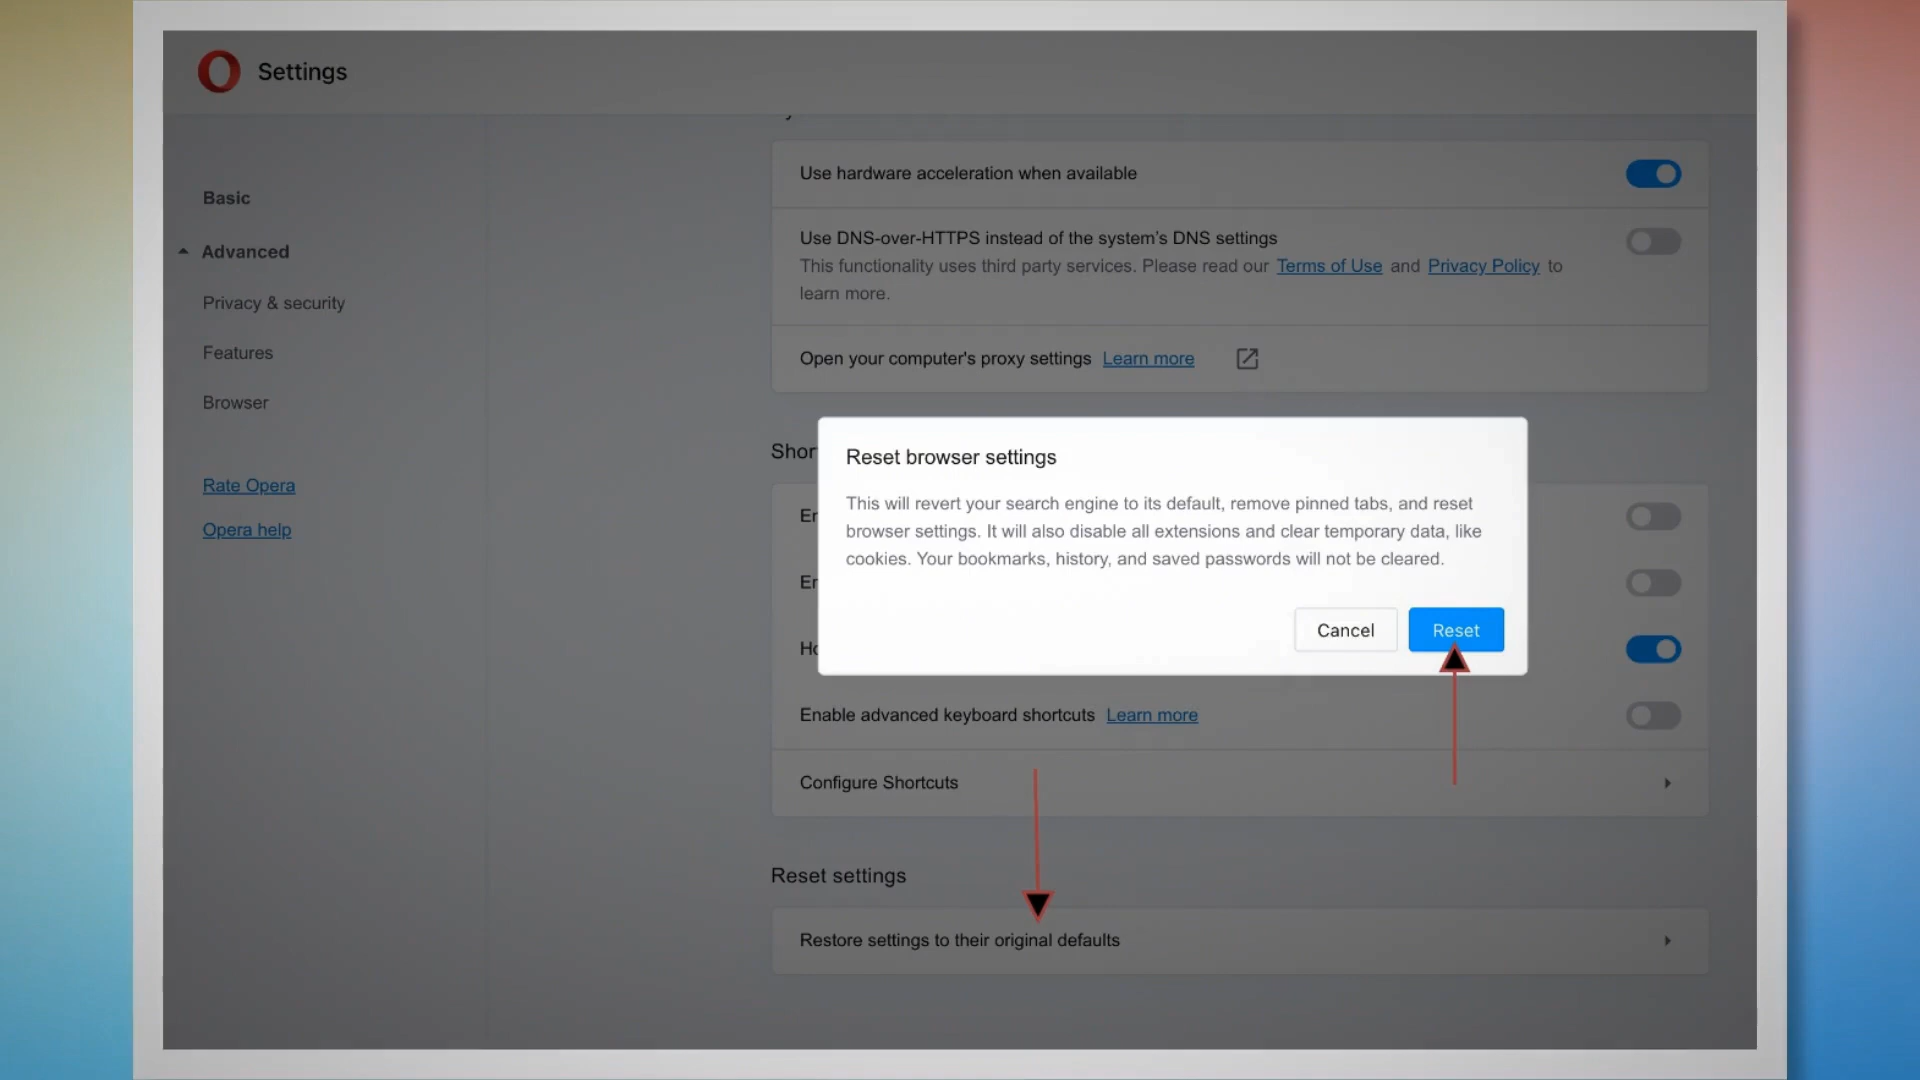 Settings
Basic
Advanced
Privacy & security
Features
Browser
Rate Opera
Opera help
Use hardware acceleration when available
Use DNS-over-HTTPS instead of the system's DNS settings
This functionality uses third party services. Please read our Terms of Use and Privacy Policy to
learn more.
Open your computer's proxy settings Learn more
Reset browser settings
This will revert your search engine to its default, remove pinned tabs, and reset
browser settings. It will also disable all extensions and clear temporary data, like
cookies. Your bookmarks, history, and saved passwords will not be cleared.
Cancel Reset
Enable advanced keyboard shortcuts Learn more
Configure Shortcuts
Reset settings
Restore settings to their original defaults